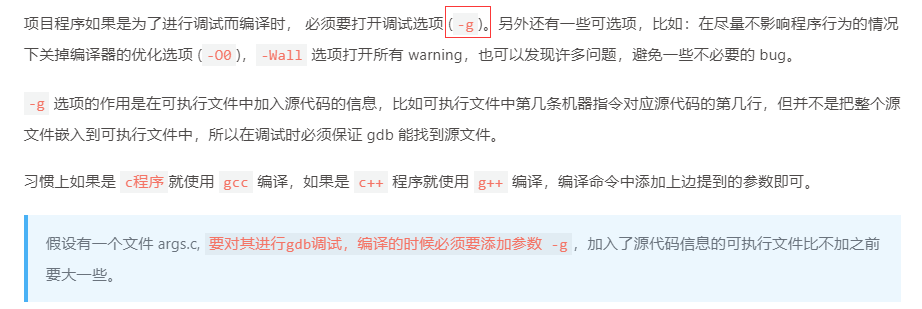 项目程序如果是为了进行调试而编译时， 必须要打开调试选项 (-g)。另外还有一些可选项，比如：在尽量不影响程序行为的情况
下关掉编译器的优化选项 (-O0)， -Wall 选项打开所有 warning，也可以发现许多问题，避免一些不必要的 bug。
-g 选项的作用是在可执行文件中加入源代码的信息，比如可执行文件中第几条机器指令对应源代码的第几行，但并不是把整个源
文件嵌入到可执行文件中，所以在调试时必须保证 gdb 能找到源文件。
习惯上如果是 c程序 就使用 gcc 编译，如果是 c++ 程序就使用 g++ 编译，编译命令中添加上边提到的参数即可。
假设有一个文件 args.c, 要对其进行gdb调试，编译的时候必须要添加参数 -g，加入了源代码信息的可执行文件比不加之前
要大一些。